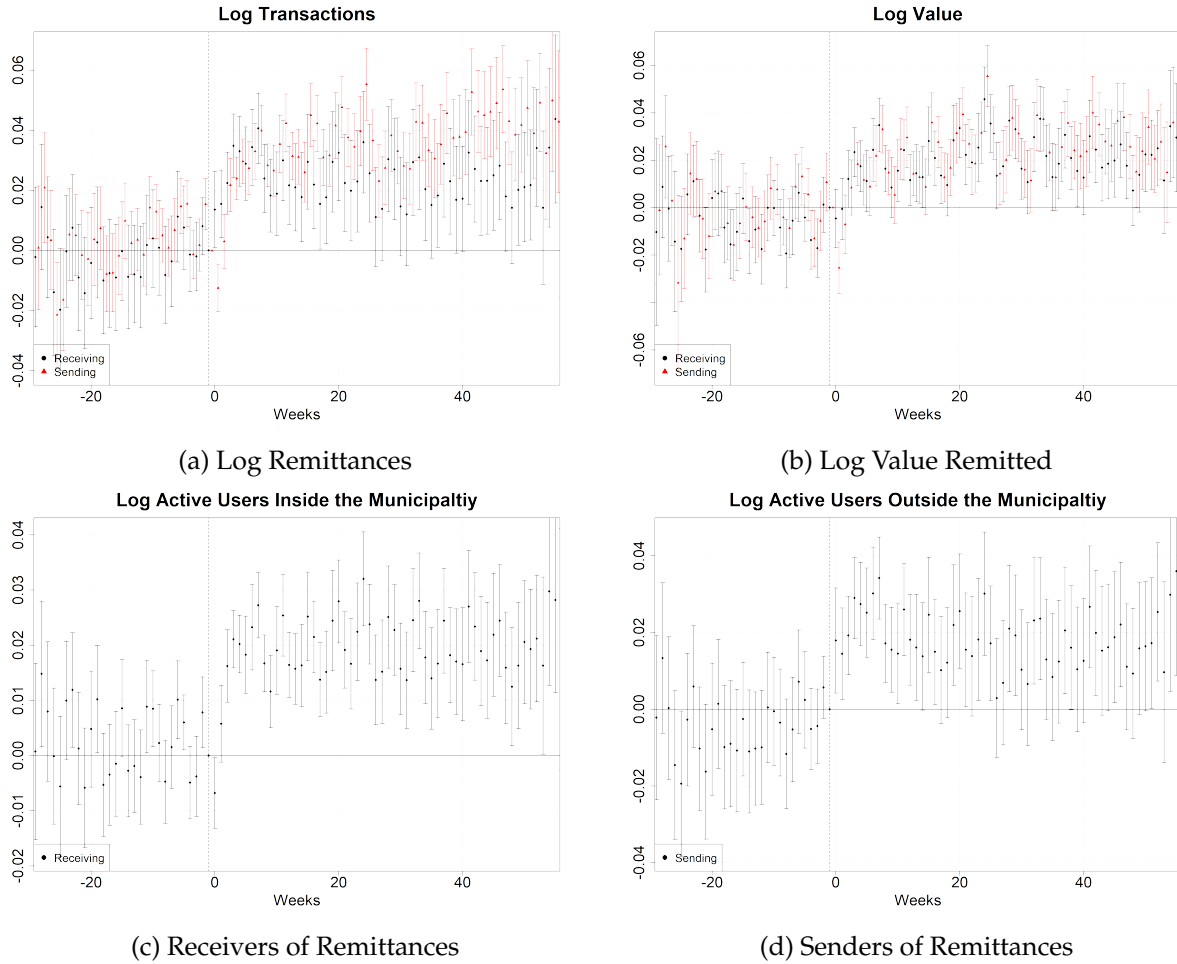 Log Transactions
0.06
0.04
0.02
0.00
-0.02
-0.04
Receiving
Sending
-20 0 20 40
Weeks
(a) Log Remittances
Log Value
0.06
0.04
0.02
0.00
-0.02
-0.06
Receiving
Sending
-20 0 20 40
Weeks
(b) Log Value Remitted
Log Active Users Inside the Municipaltiy
0.04
0.03
0.02
0.01
0.00
-0.01
-0.02
Receiving
-20 0 20 40
Weeks
(c) Receivers of Remittances
Log Active Users Outside the Municipaltiy
0.04
0.02
0.00
-0.02
-0.04
Sending
-20 0 20 40
Weeks
(d) Senders of Remittances